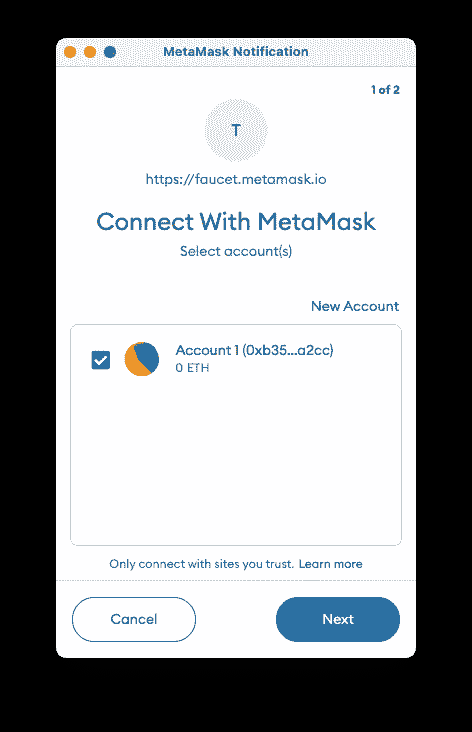 MetaMask Notification
1 of 2
T
https://faucet.metamask.io
Connect With MetaMask
Select account(s)
New Account
Account 1 (0xb35...a2cc)
0 ETH
Only connect with sites you trust. Learn more
Cancel
Next